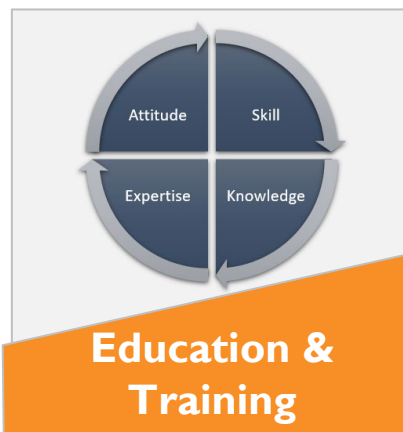 Attitude
Skill
Expertise
Knowledge
Education &
Training